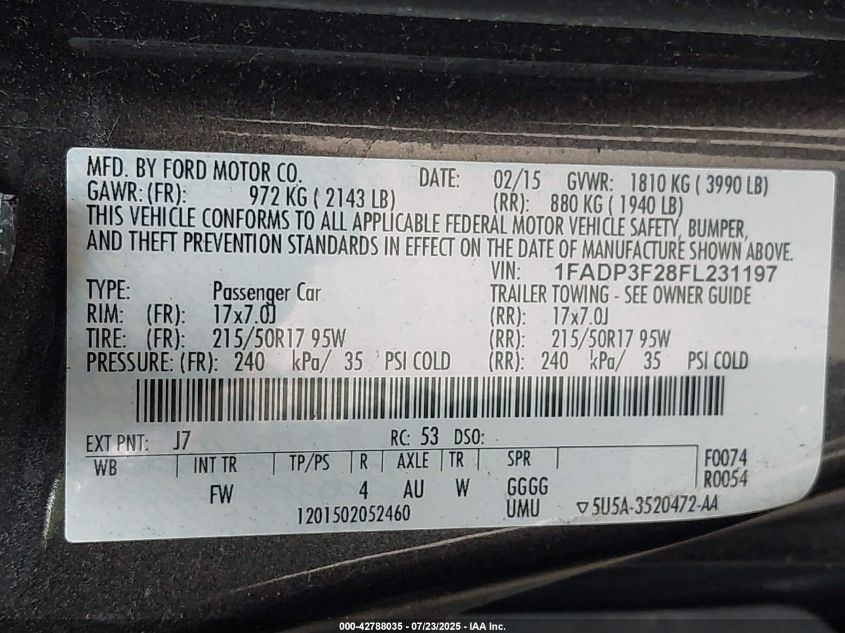 MFD. BY FORD MOTOR CO. DATE: 02/15 GVWR: 1810 KG ( 3990 LB)
GAWR: (FR): 972 KG ( 2143 LB) (RR): 880 KG ( 1940 LB)
THIS VEHICLE CONFORMS TO ALL APPLICABLE FEDERAL MOTOR VEHICLE SAFETY, BUMPER,
AND THEFT PREVENTION STANDARDS IN EFFECT ON THE DATE OF MANUFACTURE SHOWN ABOVE.
VIN: 1FADP3F28FL231197
TYPE: Passenger Car TRAILER TOWING - SEE OWNER GUIDE
RIM: (FR): 17x7.0J (RR): 17x7.0J
TIRE: (FR): 215/50R17 95W (RR): 215/50R17 95W
PRESSURE: (FR): 240 kPa/ 35 PSI COLD (RR): 240 kPa/ 35 PSI COLD
EXT PNT: J7 RC: 53 DSO:
WB INT TR TP/PS R AXLE TR SPR F0074
R0054
FW 4 AU W GGGG
1201502052460 UMU ▽5U5A-3520472-AA
000-42788035 - 07/23/2025 - IAA Inc.